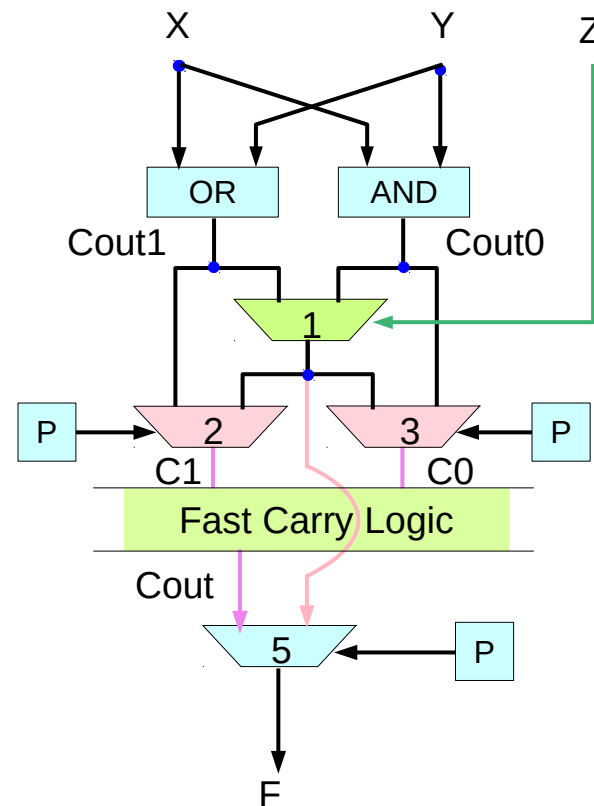 X Y Z
OR AND
Cout1 Cout0
1
P 2 3 P
C1 C0
Fast Carry Logic
Cout
5 P
F